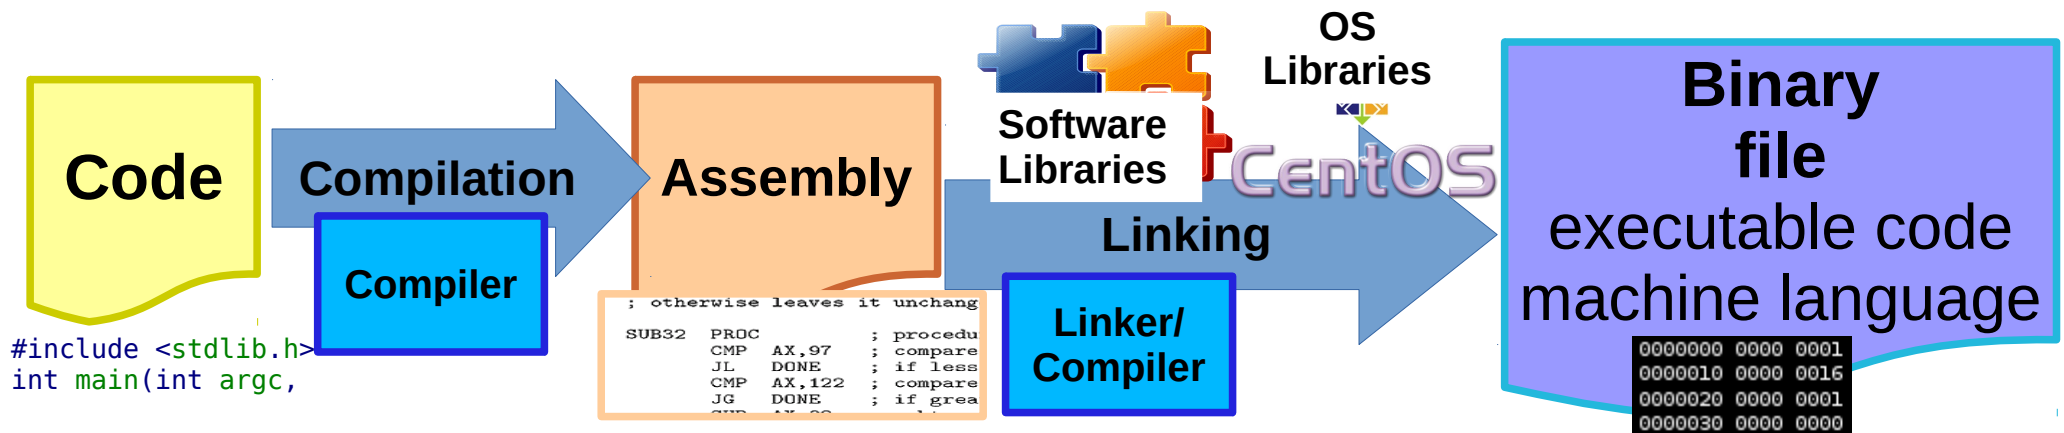 Code
#include <stdlib.h>
int main(int argc,
Compilation
Compiler
Assembly
; otherwise leaves it unchang
SUB32 PROC ; procedu
CMP AX,97 ; compare
JL DONE ; if less
CMP AX,122 ; compare
JG DONE ; if grea
Software
Libraries
OS
Libraries
CentOS
Linking
Linker/
Compiler
Binary
file
executable code
machine language
0000000 0000 0001
0000010 0000 0016
0000020 0000 0001
0000030 0000 0000